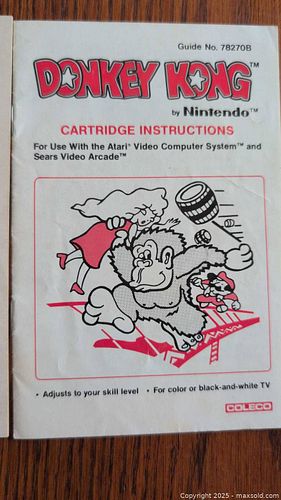 Guide No. 78270B
DONKEY KONG™
by Nintendo™
CARTRIDGE INSTRUCTIONS
For Use With the Atari® Video Computer System™ and
Sears Video Arcade™
• Adjusts to your skill level • For color or black-and-white TV
COLECO
Copyright © 2025 - maxsold.com